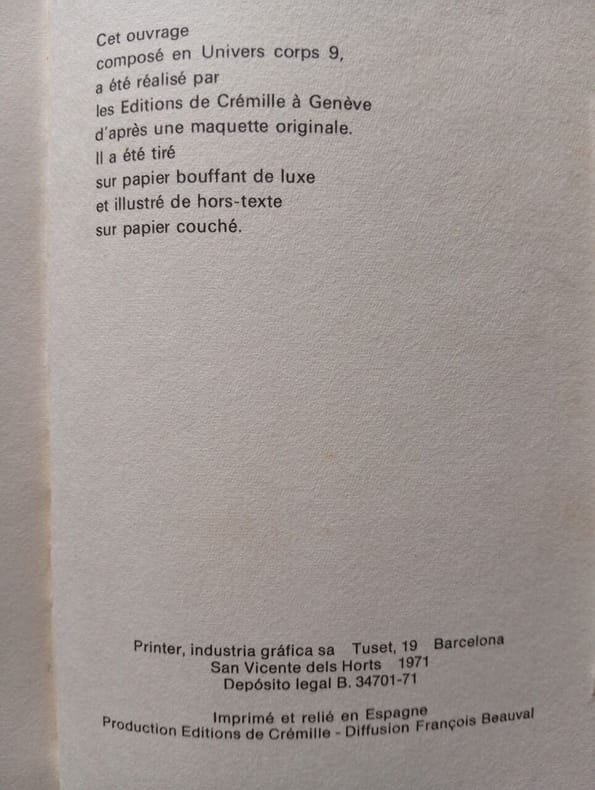 Cet ouvrage
composé en Univers corps 9,
a été réalisé par
les Editions de Crémille à Genève
d'après une maquette originale.
Il a été tiré
sur papier bouffant de luxe
et illustré de hors-texte
sur papier couché.
Printer, industria gráfica sa Tuset, 19 Barcelona
San Vicente dels Horts 1971
Depósito legal B. 34701-71
Imprimé et relié en Espagne
Production Editions de Crémille - Diffusion François Beauval